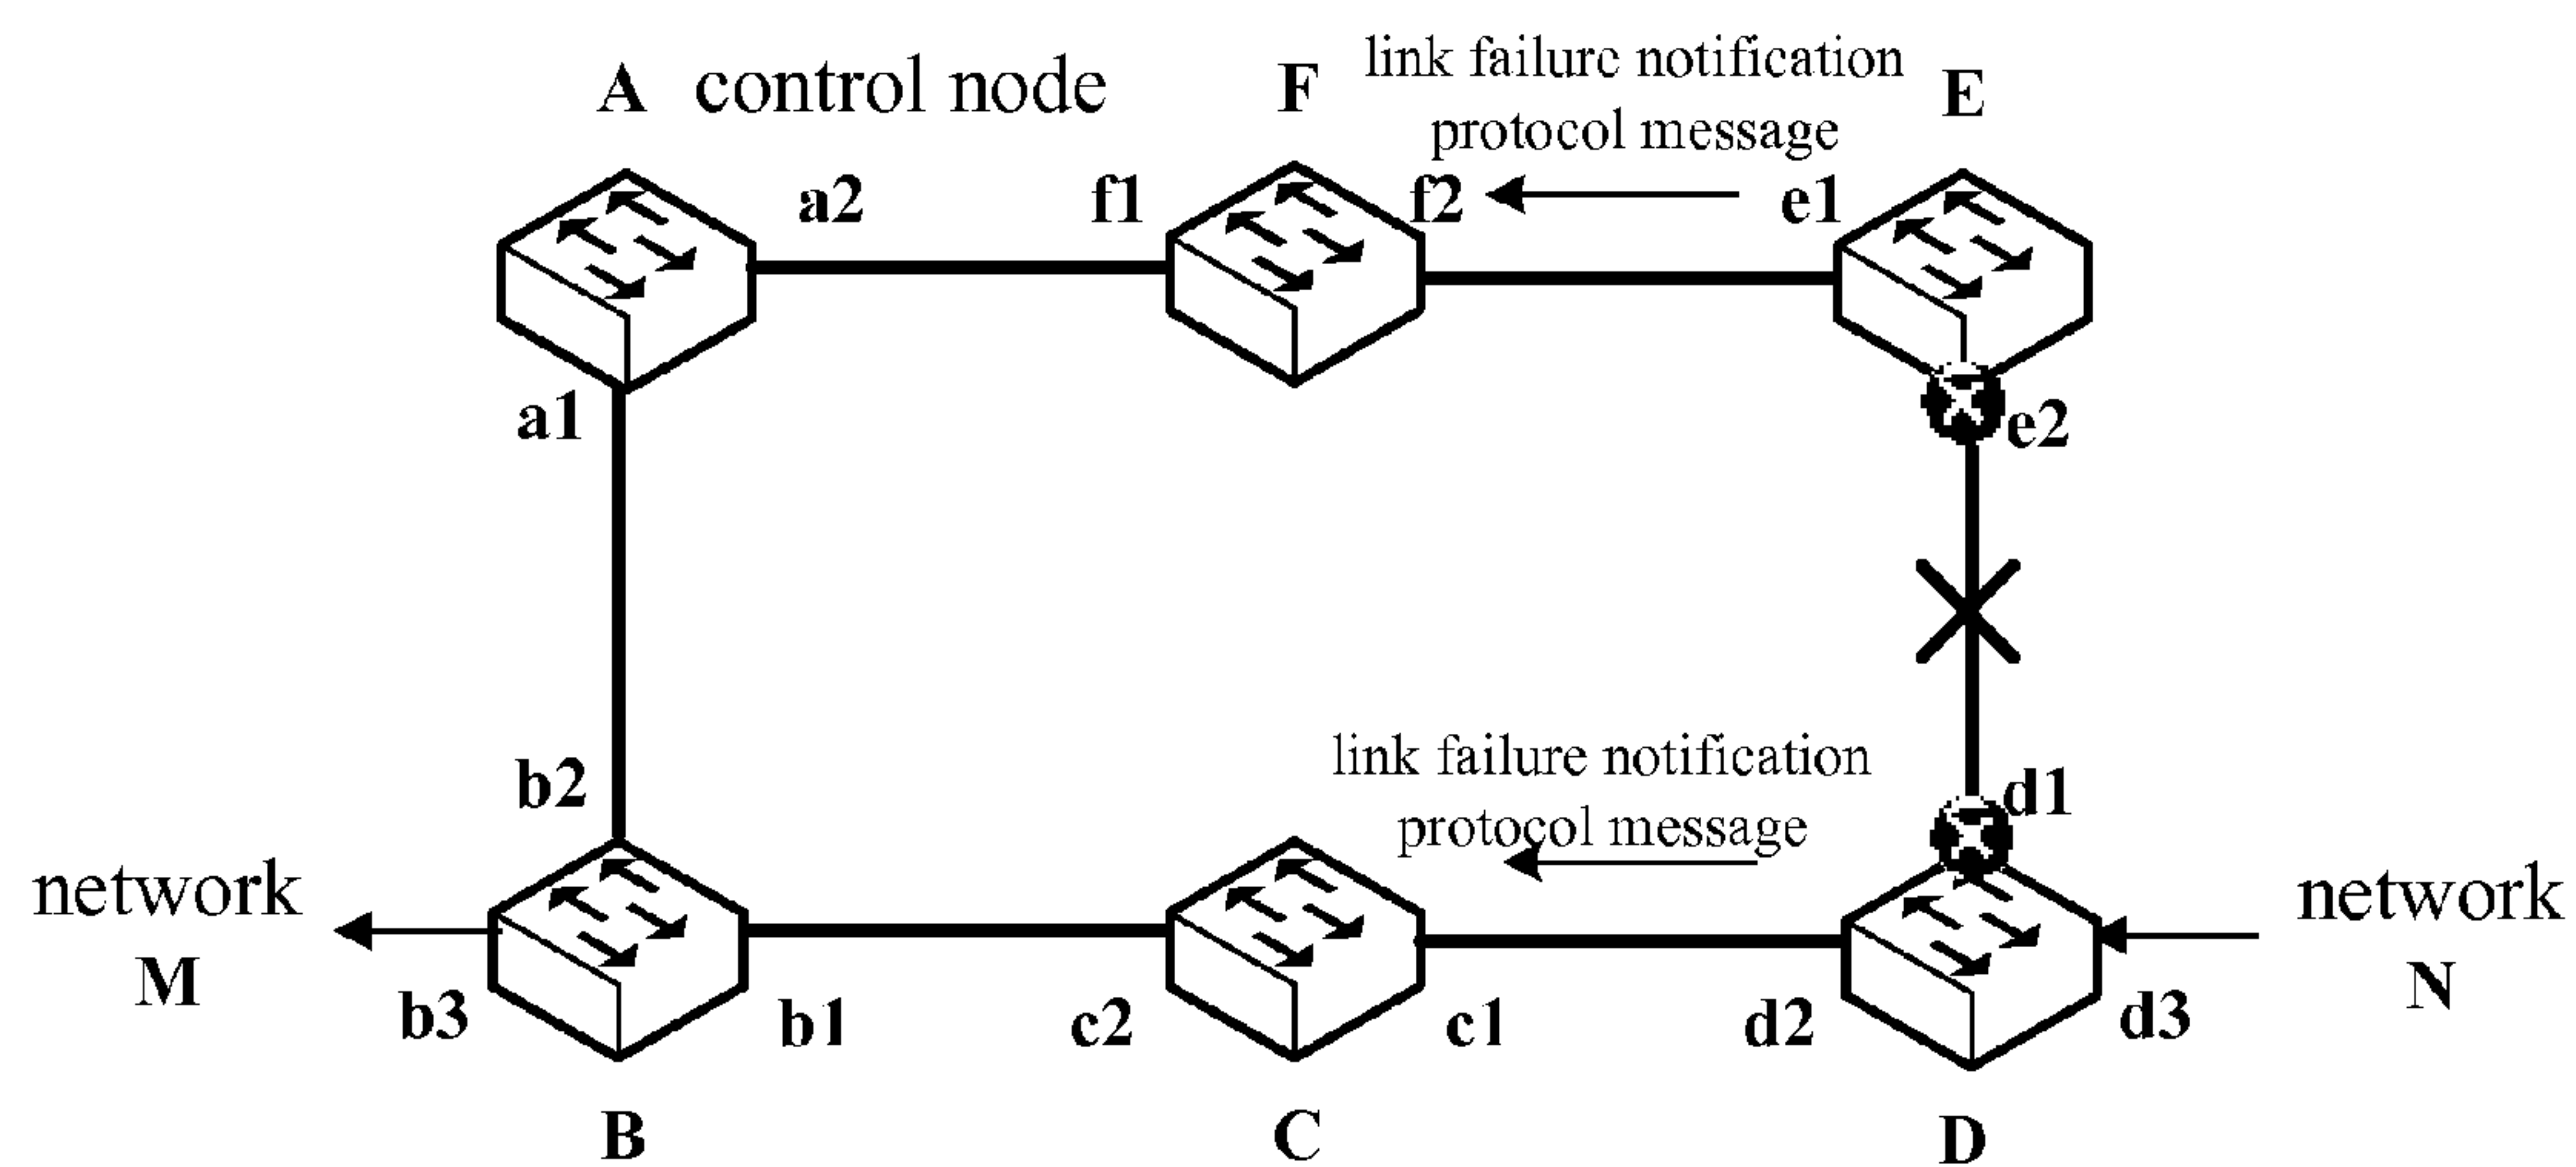 A control node F link failure notification E
protocol message
a2 f1 f2 e1
a1 e2
b2 link failure notification d1
protocol message
network network
M N
b3 b1 c2 c1 d2 d3
B C D